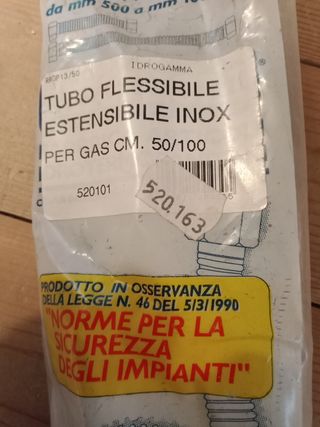 da mm 500 a mm 100
IDROGAMMA
TUBO FLESSIBILE
ESTENSIBILE INOX
PER GAS CM. 50/100
520101
520.163
PRODOTTO IN OSSERVANZA
DELLA LEGGE N. 46 DEL 5/3/1990
"NORME PER LA
SICUREZZA
DEGLI IMPIANTI"